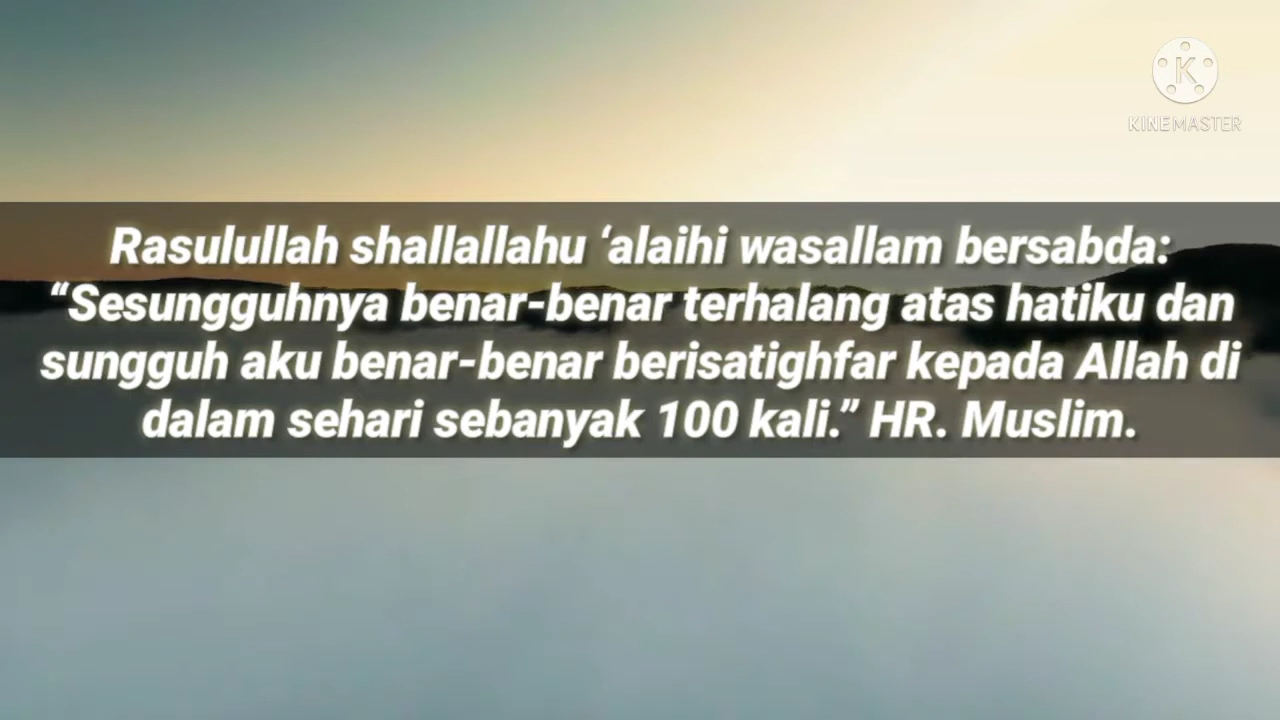 KINEMASTER
Rasulullah shallallahu ‘alaihi wasallam bersabda:
“Sesungguhnya benar-benar terhalang atas hatiku dan
sungguh aku benar-benar berisatighfar kepada Allah di
dalam sehari sebanyak 100 kali.” HR. Muslim.